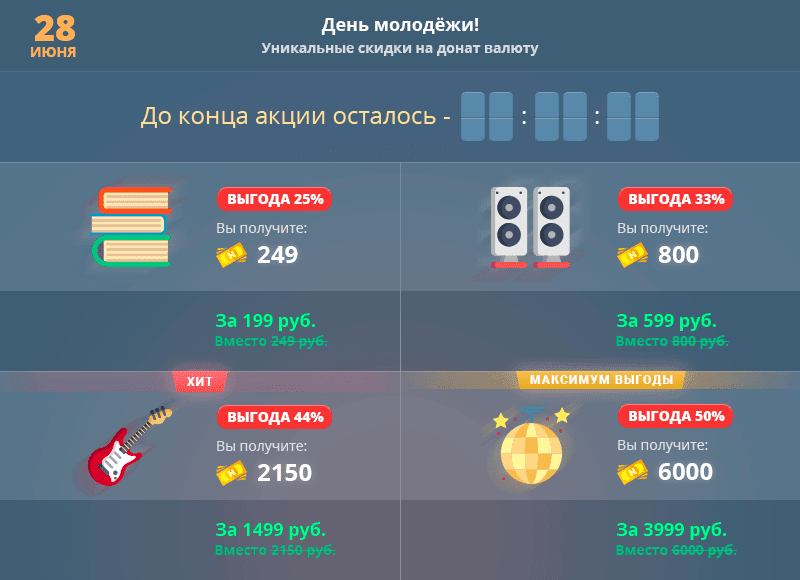 28
ИЮНЯ
День молодёжи!
Уникальные скидки на донат валюту
До конца акции осталось - : :
ВЫГОДА 25%
Вы получите:
249
За 199 руб.
Вместо 249 руб.
ВЫГОДА 33%
Вы получите:
800
За 599 руб.
Вместо 800 руб.
ХИТ
ВЫГОДА 44%
Вы получите:
2150
За 1499 руб.
Вместо 2150 руб.
МАКСИМУМ ВЫГОДЫ
ВЫГОДА 50%
Вы получите:
6000
За 3999 руб.
Вместо 6000 руб.